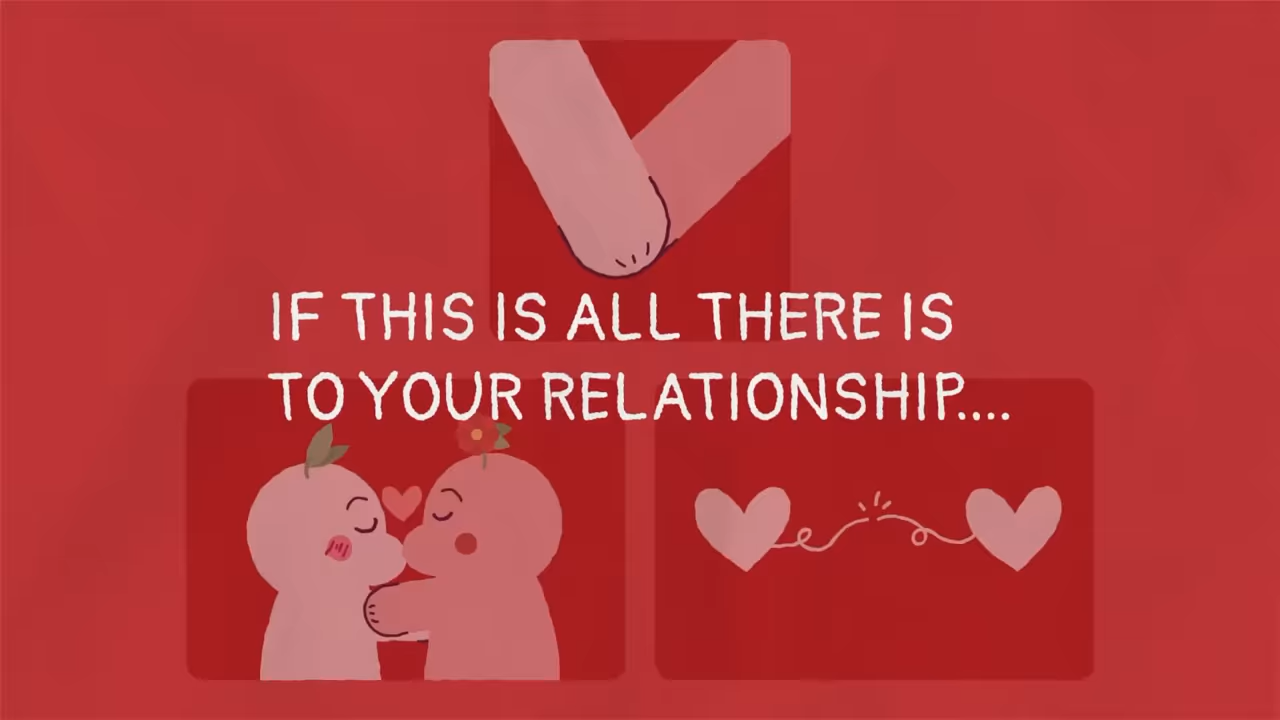 IF THIS IS ALL THERE IS
TO YOUR RELATIONSHIP....